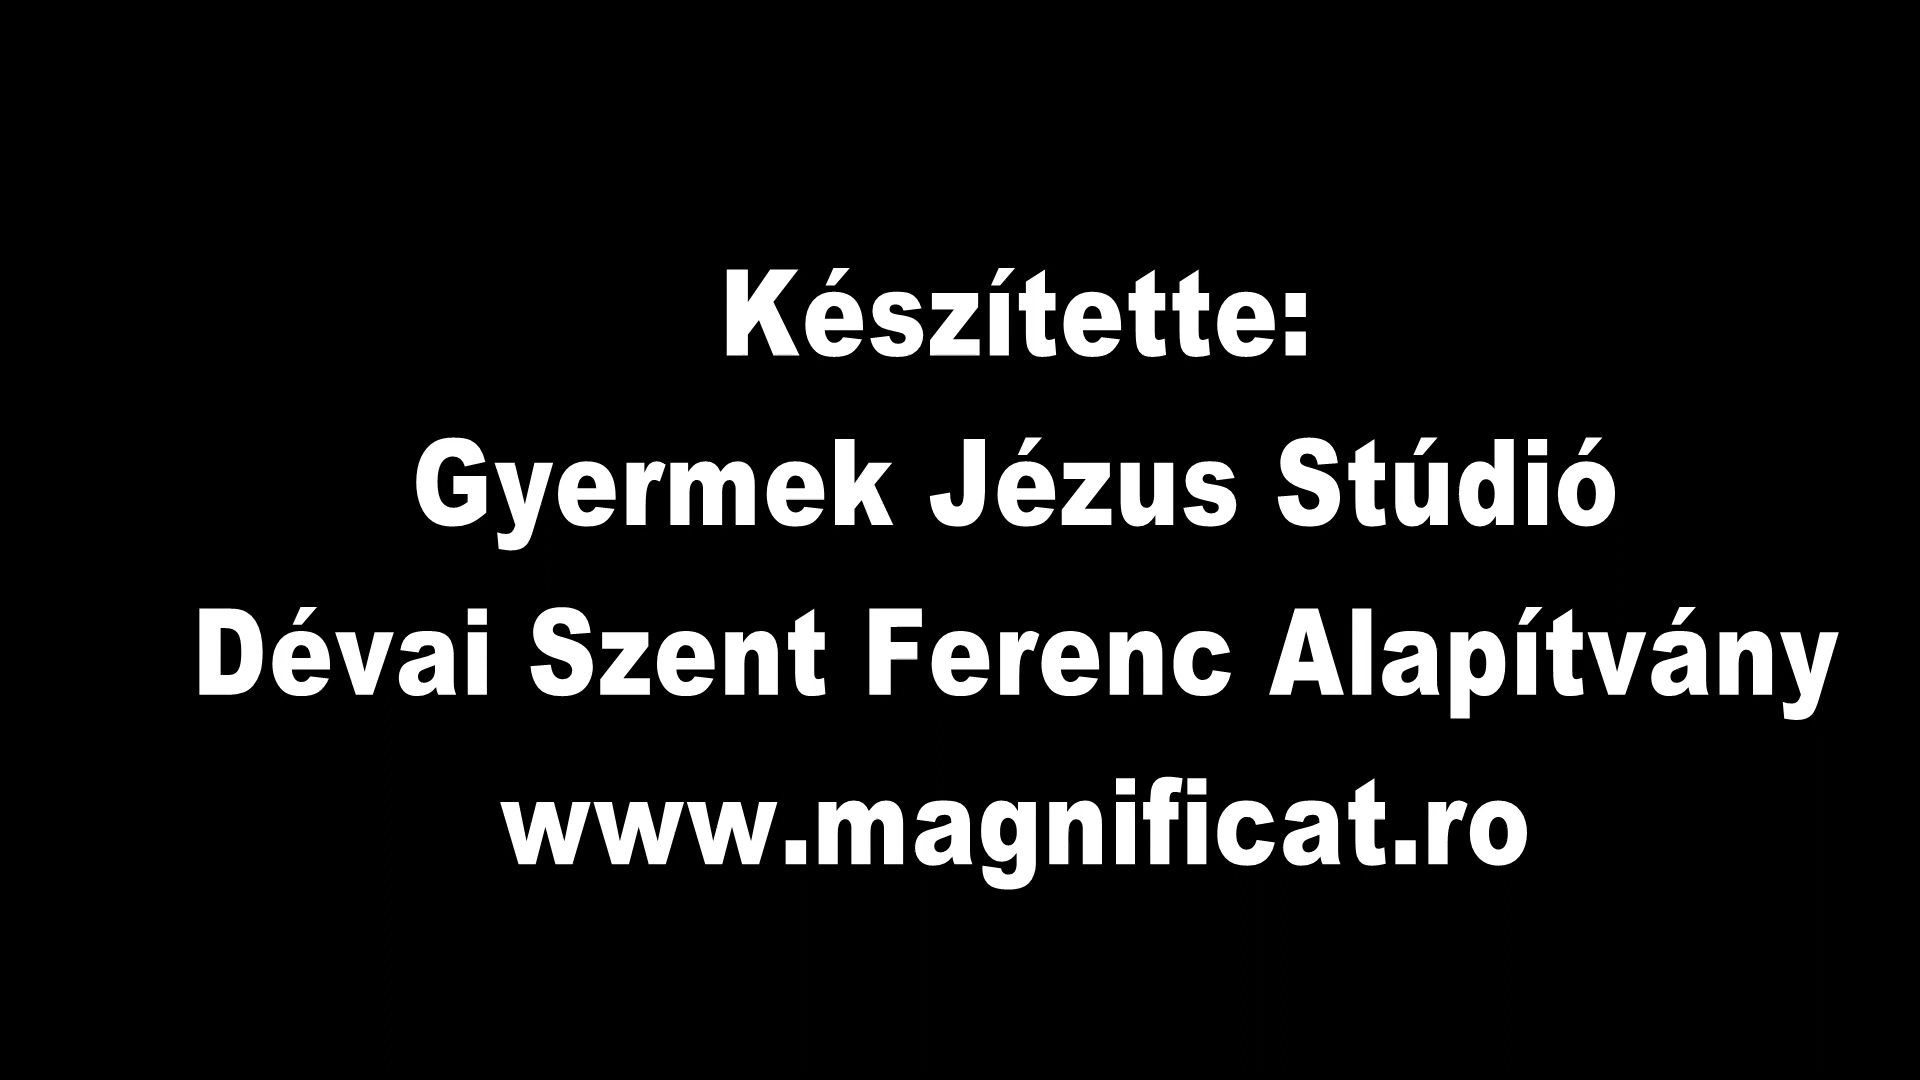 Készítette:
Gyermek Jézus Stúdió
Dévai Szent Ferenc Alapítvány
www.magnificat.ro